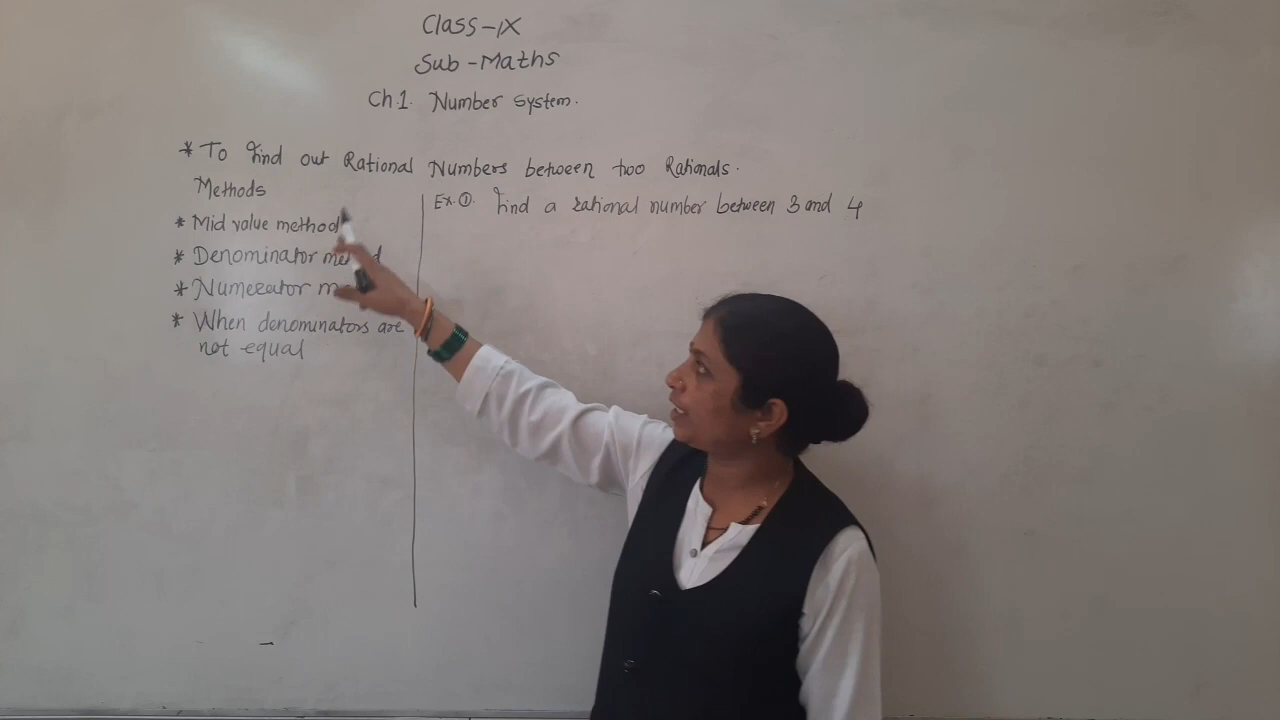 Class-IX
Sub-Maths
Ch.1. Number System.
* To find out Rational Numbers between two Rationals.
Methods
* Mid value method
* Denominator
* Numerator
* When denominators are
not equal
Ex.① find a rational number between 3 and 4